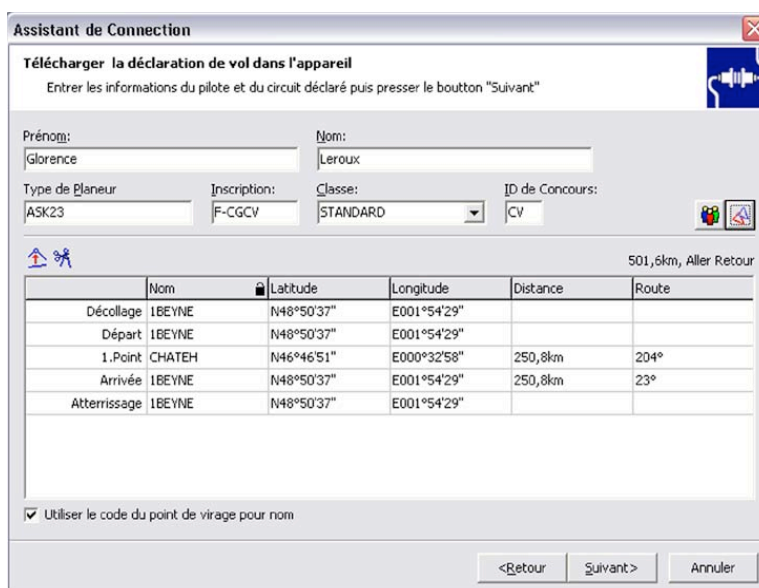 Assistant de Connection
Télécharger la déclaration de vol dans l'appareil
Entrer les informations du pilote et du circuit déclaré puis presser le boutton "Suivant"
Prénom: Nom:
Glorence Leroux
Type de Planeur Inscription: Classe: ID de Concours:
ASK23 F-CGCV STANDARD CV
501,6km, Aller Retour
Nom Latitude Longitude Distance Route
Décollage 1BEYNE N48°50'37" E001°54'29"
Départ 1BEYNE N48°50'37" E001°54'29"
1.Point CHATEH N46°46'51" E000°32'58" 250,8km 204°
Arrivée 1BEYNE N48°50'37" E001°54'29" 250,8km 23°
Atterrissage 1BEYNE N48°50'37" E001°54'29"
Utiliser le code du point de virage pour nom
<Retour Suivant> Annuler